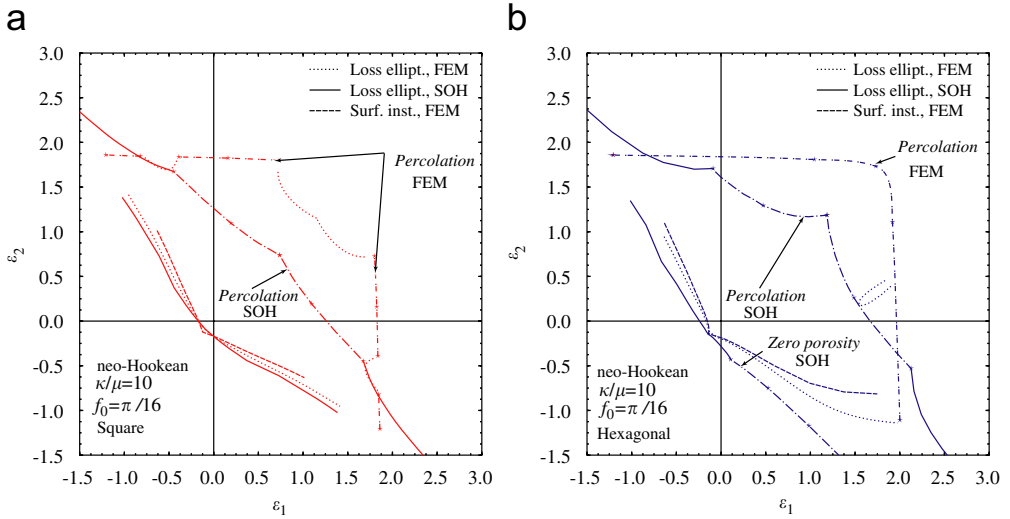 a
3.0
2.5
2.0
1.5
1.0
0.5
0.0
-0.5
-1.0
-1.5
-1.5 -1.0 -0.5 0.0 0.5 1.0 1.5 2.0 2.5 3.0
ε2
ε1
Loss ellipt., FEM
Loss ellipt., SOH
Surf. inst., FEM
Percolation
FEM
Percolation
SOH
neo-Hookean
κ/μ=10
f0=π/16
Square
b
3.0
2.5
2.0
1.5
1.0
0.5
0.0
-0.5
-1.0
-1.5
-1.5 -1.0 -0.5 0.0 0.5 1.0 1.5 2.0 2.5 3.0
ε2
ε1
Loss ellipt., FEM
Loss ellipt., SOH
Surf. inst., FEM
Percolation
FEM
Percolation
SOH
Zero porosity
SOH
neo-Hookean
κ/μ=10
f0=π/16
Hexagonal